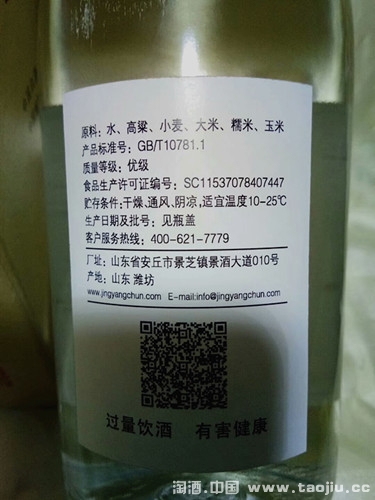 原料：水、高粱、小麦、大米、糯米、玉米
产品标准号：GB/T10781.1
质量等级：优级
食品生产许可证编号：SC11537078407447
贮存条件：干燥、通风、阴凉，适宜温度10-25℃
生产日期及批号：见瓶盖
客户服务热线：400-621-7779
厂址：山东省安丘市景芝镇景酒大道010号
产地：山东 潍坊
www.jingyangchun.com E-mail:info@jingyangchun.com
过量饮酒 有害健康
淘酒.中国 www.taojiu.cc